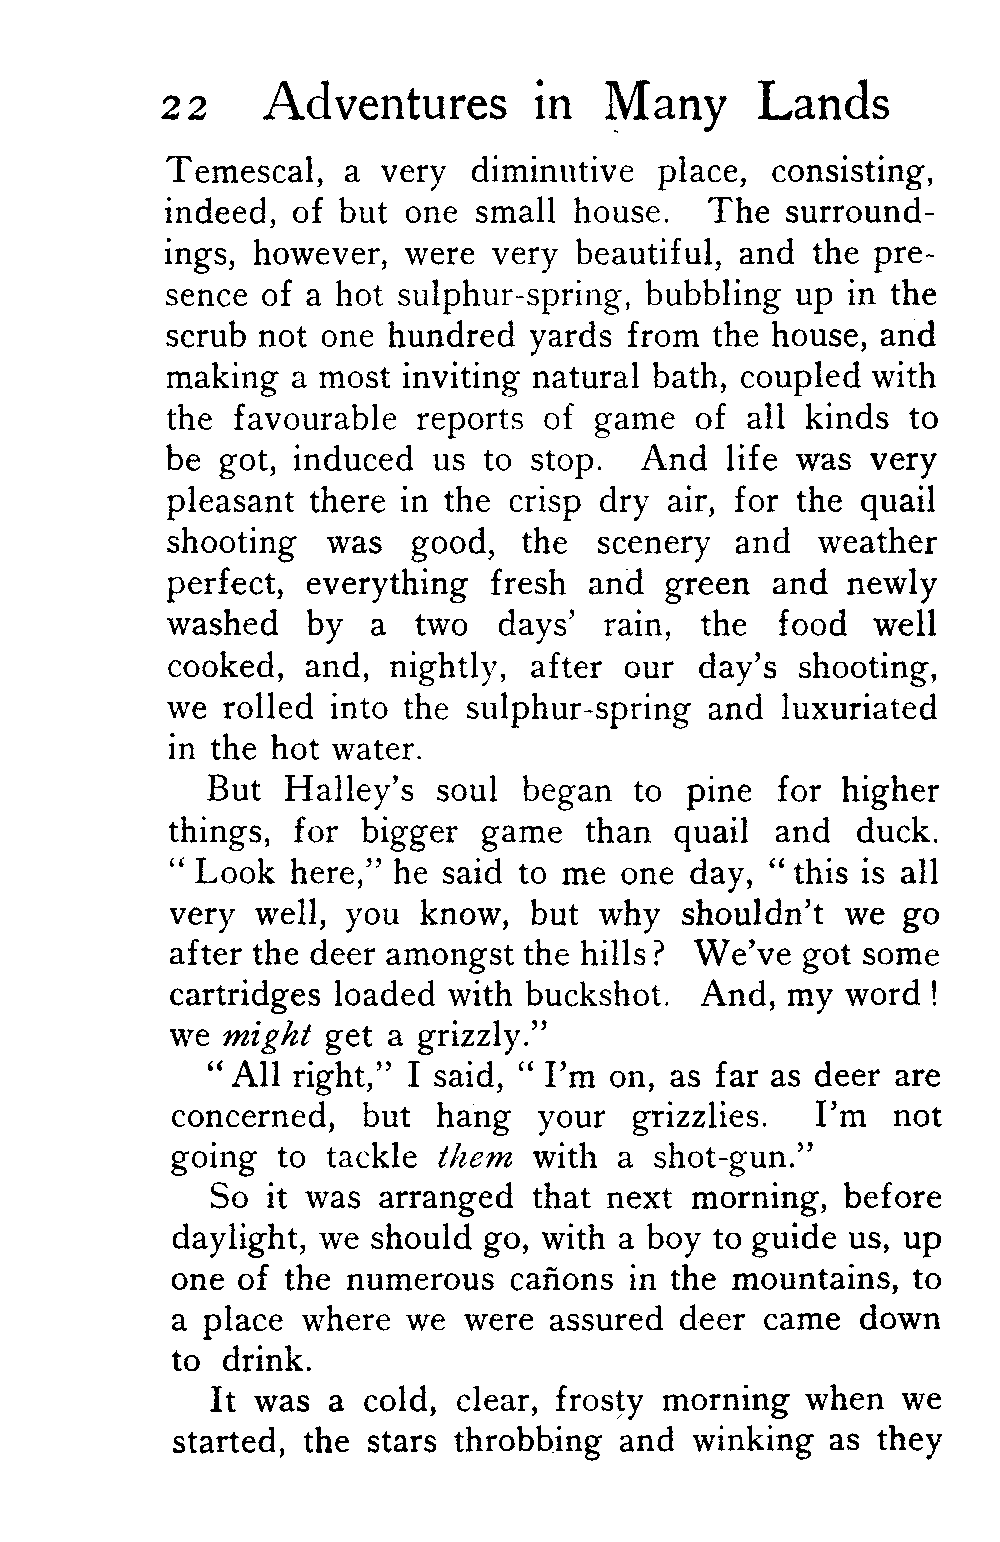 22 Adventures in Many Lands
Temescal, a very diminutive place, consisting,
indeed, of but one small house. The surround-
ings, however, were very beautiful, and the pre-
sence of a hot sulphur-spring, bubbling up in the
scrub not one hundred yards from the house, and
making a most inviting natural bath, coupled with
the favourable reports of game of all kinds to
be got, induced us to stop. And life was very
pleasant there in the crisp dry air, for the quail
shooting was good, the scenery and weather
perfect, everything fresh and green and newly
washed by a two days' rain, the food well
cooked, and, nightly, after our day's shooting,
we rolled into the sulphur-spring and luxuriated
in the hot water.
But Halley's soul began to pine for higher
things, for bigger game than quail and duck.
"Look here," he said to me one day, "this is all
very well, you know, but why shouldn't we go
after the deer amongst the hills? We've got some
cartridges loaded with buckshot. And, my word!
we might get a grizzly."
"All right," I said, "I'm on, as far as deer are
concerned, but hang your grizzlies. I'm not
going to tackle them with a shot-gun."
So it was arranged that next morning, before
daylight, we should go, with a boy to guide us, up
one of the numerous cañons in the mountains, to
a place where we were assured deer came down
to drink.
It was a cold, clear, frosty morning when we
started, the stars throbbing and winking as they